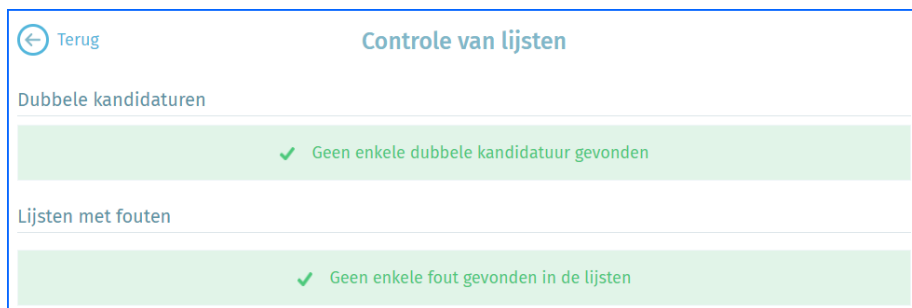 Terug
Controle van lijsten
Dubbele kandidaturen
Geen enkele dubbele kandidatuur gevonden
Lijsten met fouten
Geen enkele fout gevonden in de lijsten